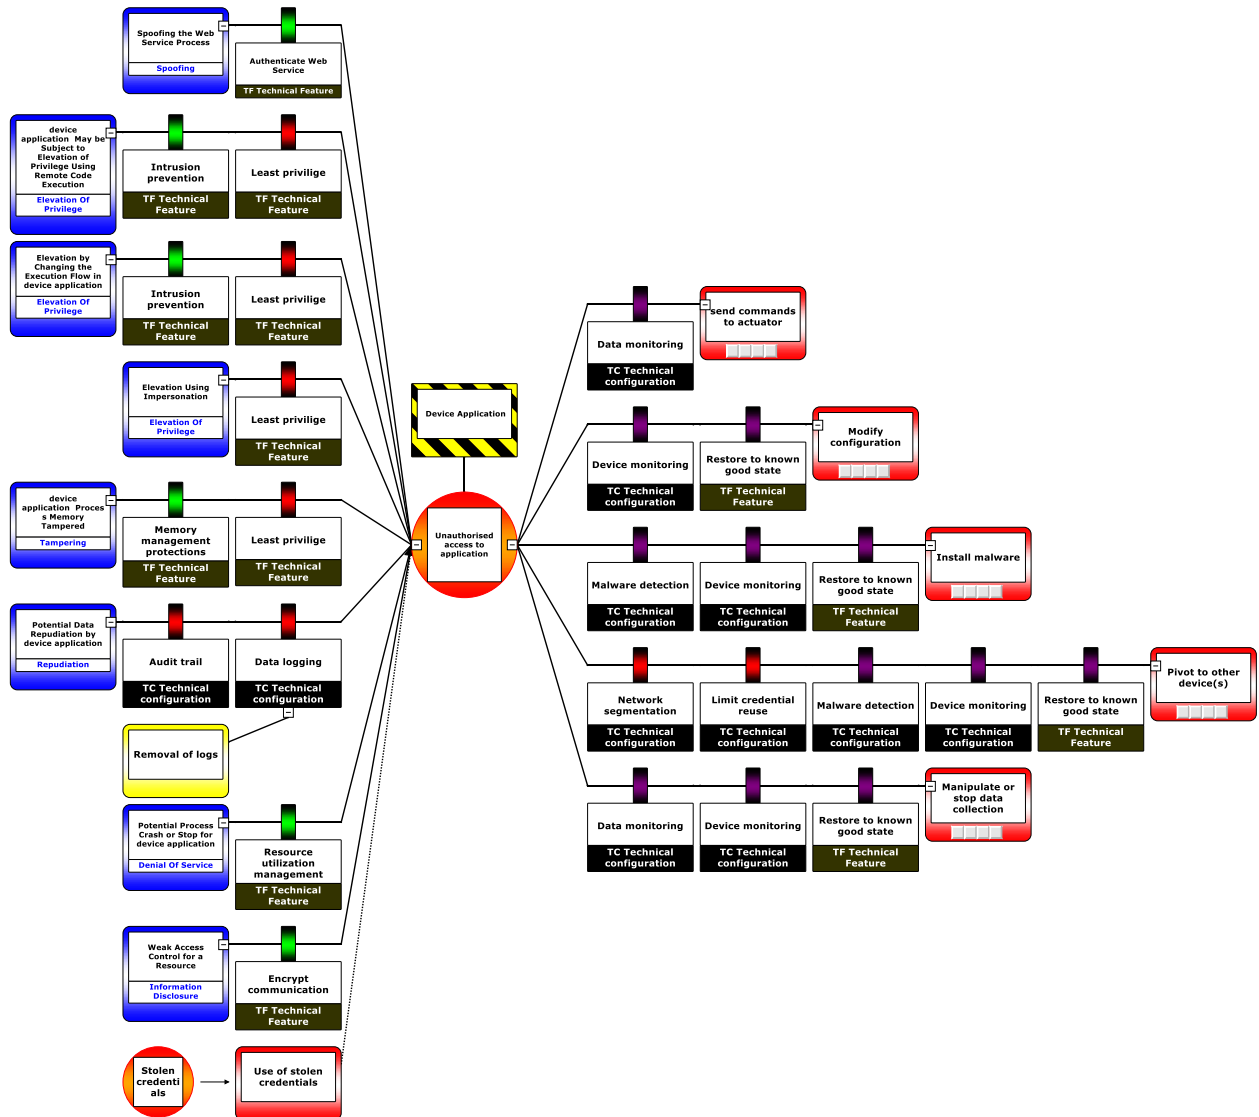 Spoofing the Web
Service Process
Spoofing
Authenticate Web
Service
TF Technical Feature
device
application May be
Subject to
Elevation of
Privilege Using
Remote Code
Execution
Elevation Of
Privilege
Intrusion
prevention
TF Technical
Feature
Least privilige
TF Technical
Feature
Elevation by
Changing the
Execution Flow in
device application
Elevation Of
Privilege
Intrusion
prevention
TF Technical
Feature
Least privilige
TF Technical
Feature
Elevation Using
Impersonation
Elevation Of
Privilege
Least privilige
TF Technical
Feature
device
application Proces
s Memory
Tampered
Tampering
Memory
management
protections
TF Technical
Feature
Least privilige
TF Technical
Feature
Potential Data
Repudiation by
device application
Repudiation
Audit trail
TC Technical
configuration
Data logging
TC Technical
configuration
Removal of logs
Potential Process
Crash or Stop for
device application
Denial Of Service
Resource
utilization
management
TF Technical
Feature
Weak Access
Control for a
Resource
Information
Disclosure
Encrypt
communication
TF Technical
Feature
Stolen
credenti
als
Use of stolen
credentials
Device Application
Unauthorised
access to
application
Data monitoring
TC Technical
configuration
send commands
to actuator
Device monitoring
TC Technical
configuration
Restore to known
good state
TF Technical
Feature
Modify
configuration
Malware detection
TC Technical
configuration
Device monitoring
TC Technical
configuration
Restore to known
good state
TF Technical
Feature
Install malware
Network
segmentation
TC Technical
configuration
Limit credential
reuse
TC Technical
configuration
Malware detection
TC Technical
configuration
Device monitoring
TC Technical
configuration
Restore to known
good state
TF Technical
Feature
Pivot to other
device(s)
Data monitoring
TC Technical
configuration
Device monitoring
TC Technical
configuration
Restore to known
good state
TF Technical
Feature
Manipulate or
stop data
collection